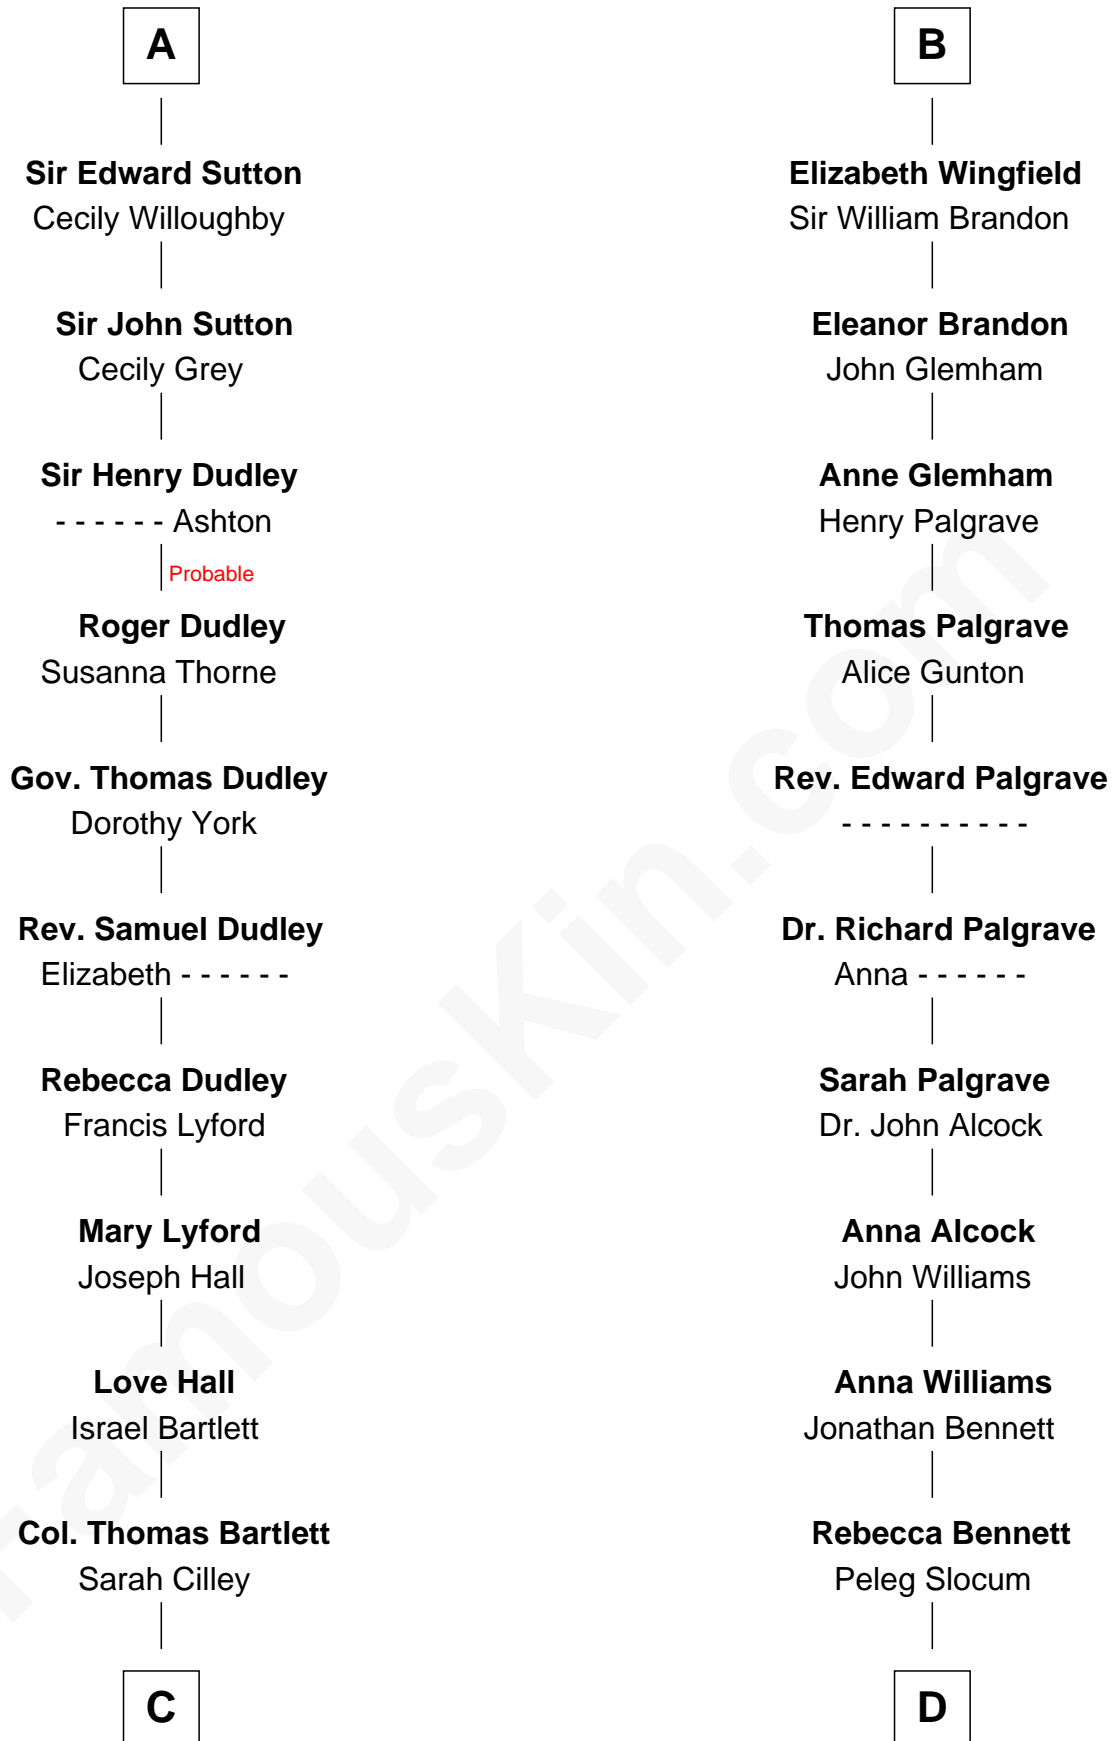 A
Sir Edward Sutton
Cecily Willoughby
Sir John Sutton
Cecily Grey
Sir Henry Dudley
- - - - - - Ashton
Probable
Roger Dudley
Susanna Thorne
Gov. Thomas Dudley
Dorothy York
Rev. Samuel Dudley
Elizabeth - - - - - -
Rebecca Dudley
Francis Lyford
Mary Lyford
Joseph Hall
Love Hall
Israel Bartlett
Col. Thomas Bartlett
Sarah Cilley
C
B
Elizabeth Wingfield
Sir William Brandon
Eleanor Brandon
John Glemham
Anne Glemham
Henry Palgrave
Thomas Palgrave
Alice Gunton
Rev. Edward Palgrave
- - - - - - - - - -
Dr. Richard Palgrave
Anna - - - - - -
Sarah Palgrave
Dr. John Alcock
Anna Alcock
John Williams
Anna Williams
Jonathan Bennett
Rebecca Bennett
Peleg Slocum
D
FamousKin.com